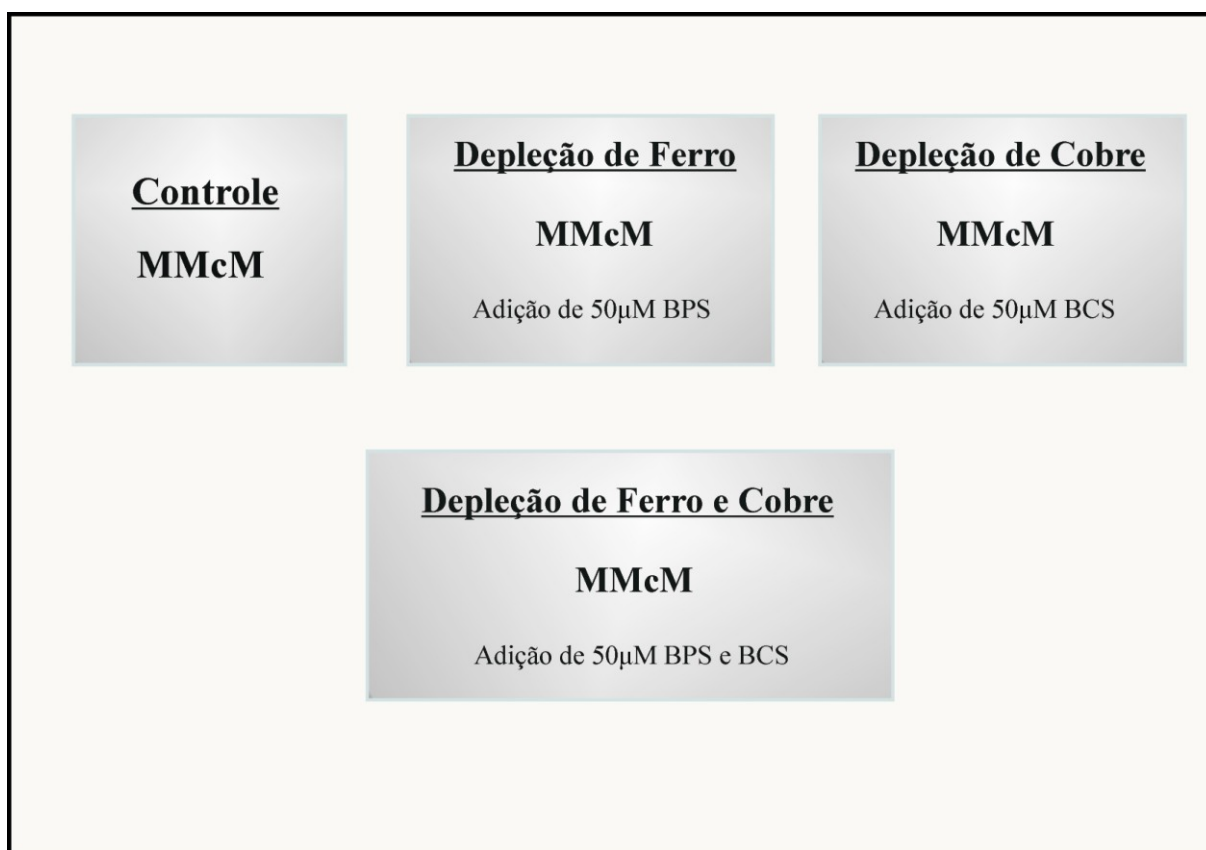 Controle
MMcM
Depleção de Ferro
MMcM
Adição de 50μM BPS
Depleção de Cobre
MMcM
Adição de 50μM BCS
Depleção de Ferro e Cobre
MMcM
Adição de 50μM BPS e BCS